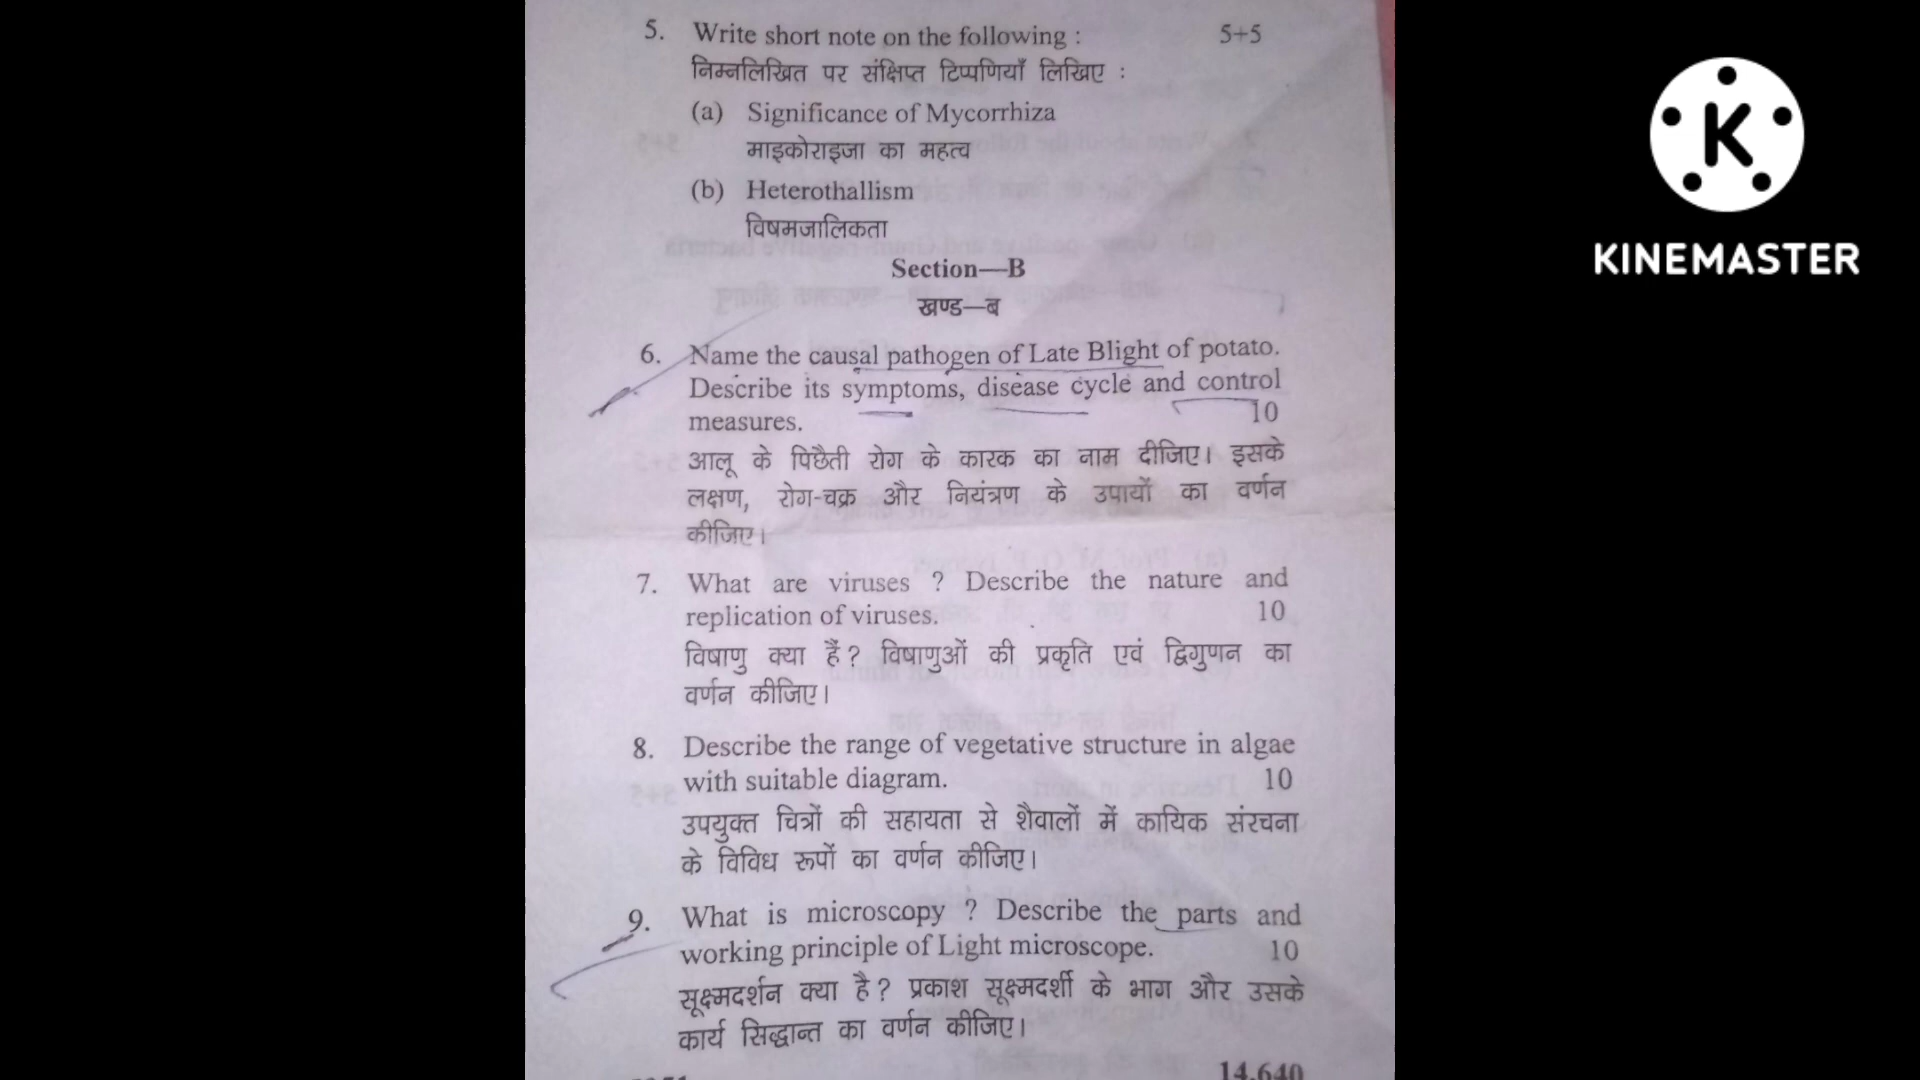 5. Write short note on the following : 5+5
निम्नलिखित पर संक्षिप्त टिप्पणियाँ लिखिए :
(a) Significance of Mycorrhiza
माइकोराइजा का महत्व
(b) Heterothallism
विषमजालिकता
Section—B
खण्ड—ब
6. Name the causal pathogen of Late Blight of potato.
Describe its symptoms, disease cycle and control
measures. 10
आलू के पिछैती रोग के कारक का नाम दीजिए। इसके
लक्षण, रोग-चक्र और नियंत्रण के उपायों का वर्णन
कीजिए।
7. What are viruses ? Describe the nature and
replication of viruses. 10
विषाणु क्या हैं? विषाणुओं की प्रकृति एवं द्विगुणन का
वर्णन कीजिए।
8. Describe the range of vegetative structure in algae
with suitable diagram. 10
उपयुक्त चित्रों की सहायता से शैवालों में कायिक संरचना
के विविध रूपों का वर्णन कीजिए।
9. What is microscopy ? Describe the parts and
working principle of Light microscope. 10
सूक्ष्मदर्शन क्या है? प्रकाश सूक्ष्मदर्शी के भाग और उसके
कार्य सिद्धान्त का वर्णन कीजिए।
14,640
K
KINEMASTER